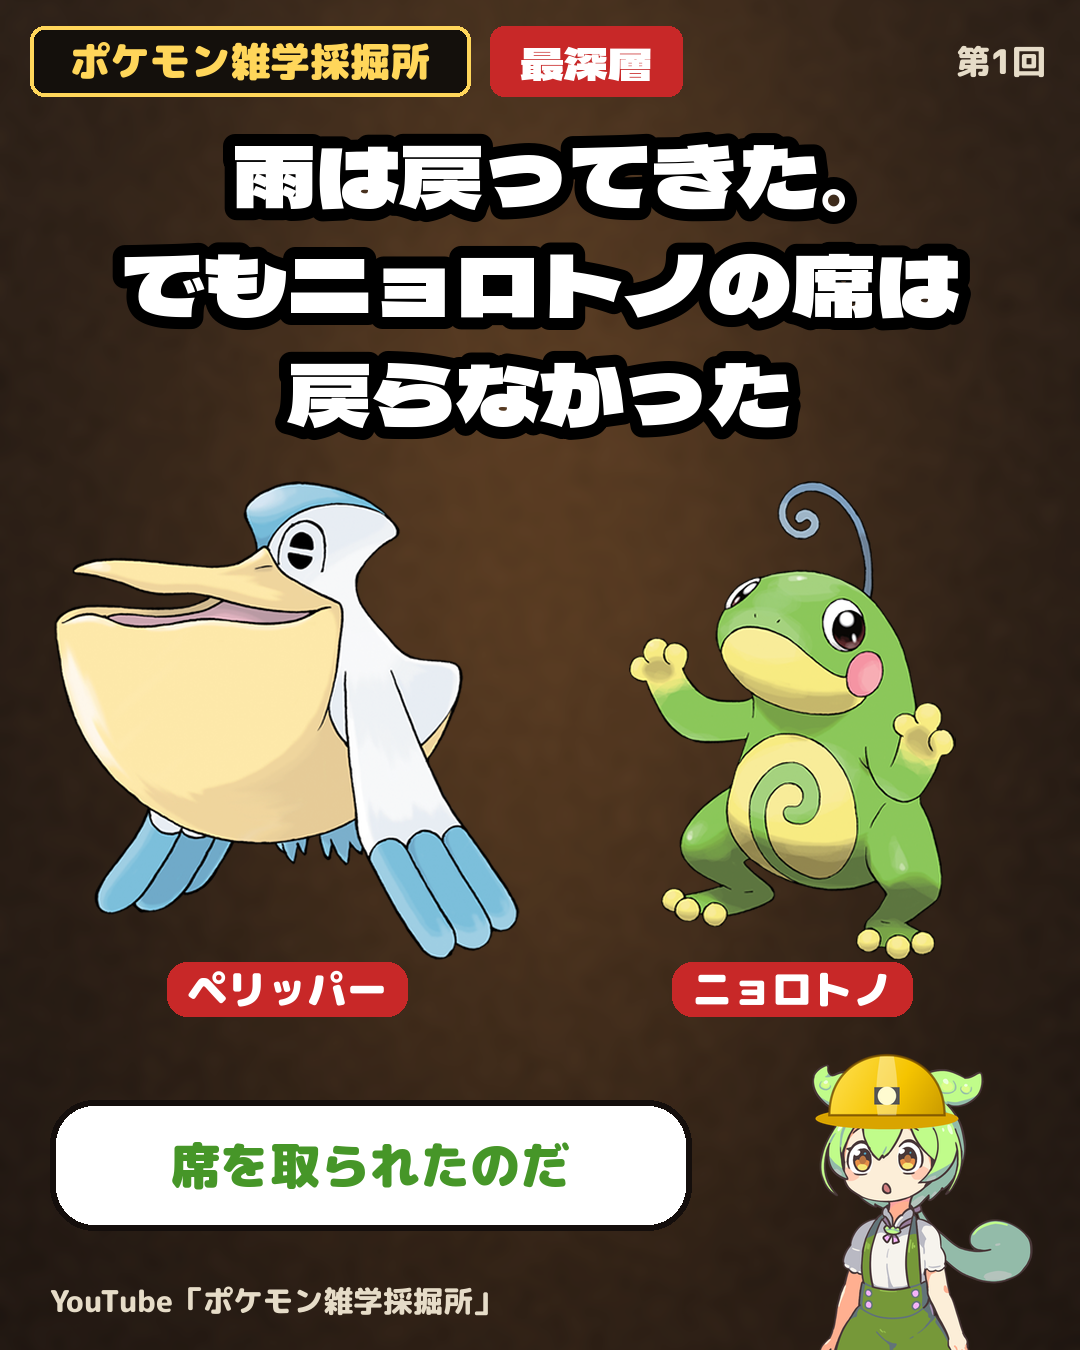 ポケモン雑学採掘所
最深層
第1回
雨は戻ってきた。
でもニョロトノの席は
戻らなかった
ペリッパー
ニョロトノ
席を取られたのだ
YouTube「ポケモン雑学採掘所」